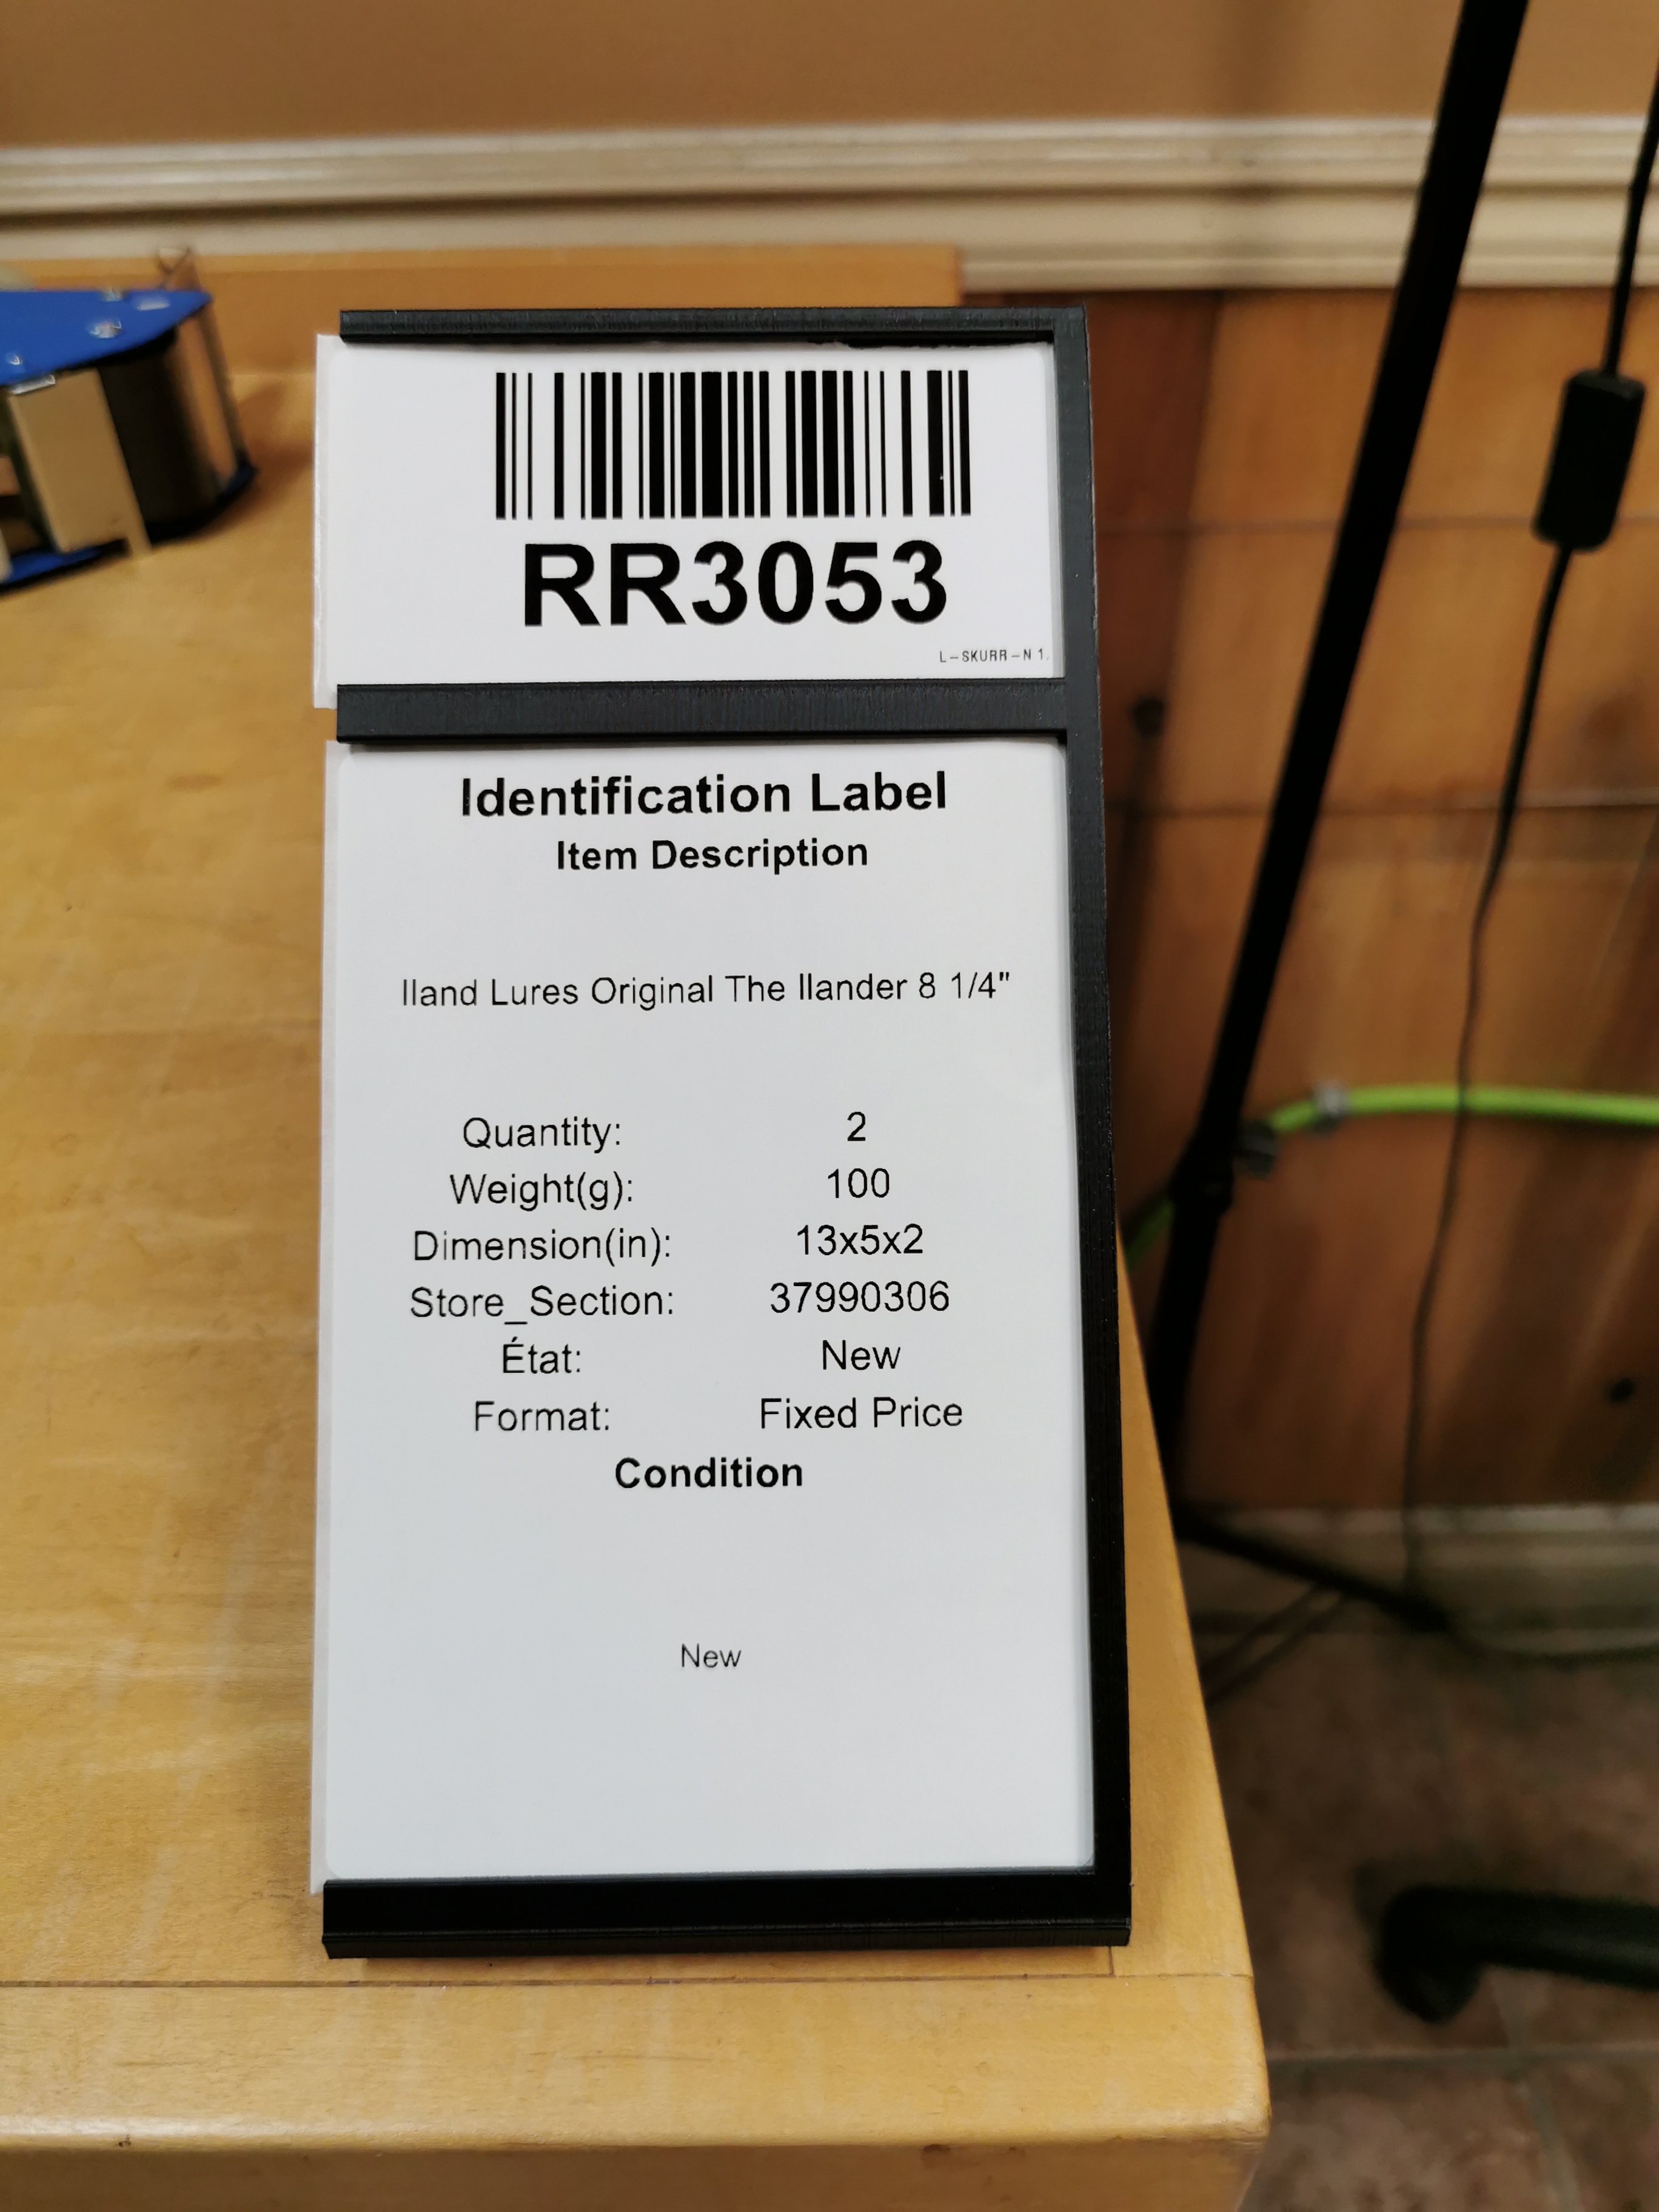 RR3053
L-SKURR-N 1.
Identification Label
Item Description
Iland Lures Original The Ilander 8 1/4"
Quantity: 2
Weight(g): 100
Dimension(in): 13x5x2
Store_Section: 37990306
État: New
Format: Fixed Price
Condition
New